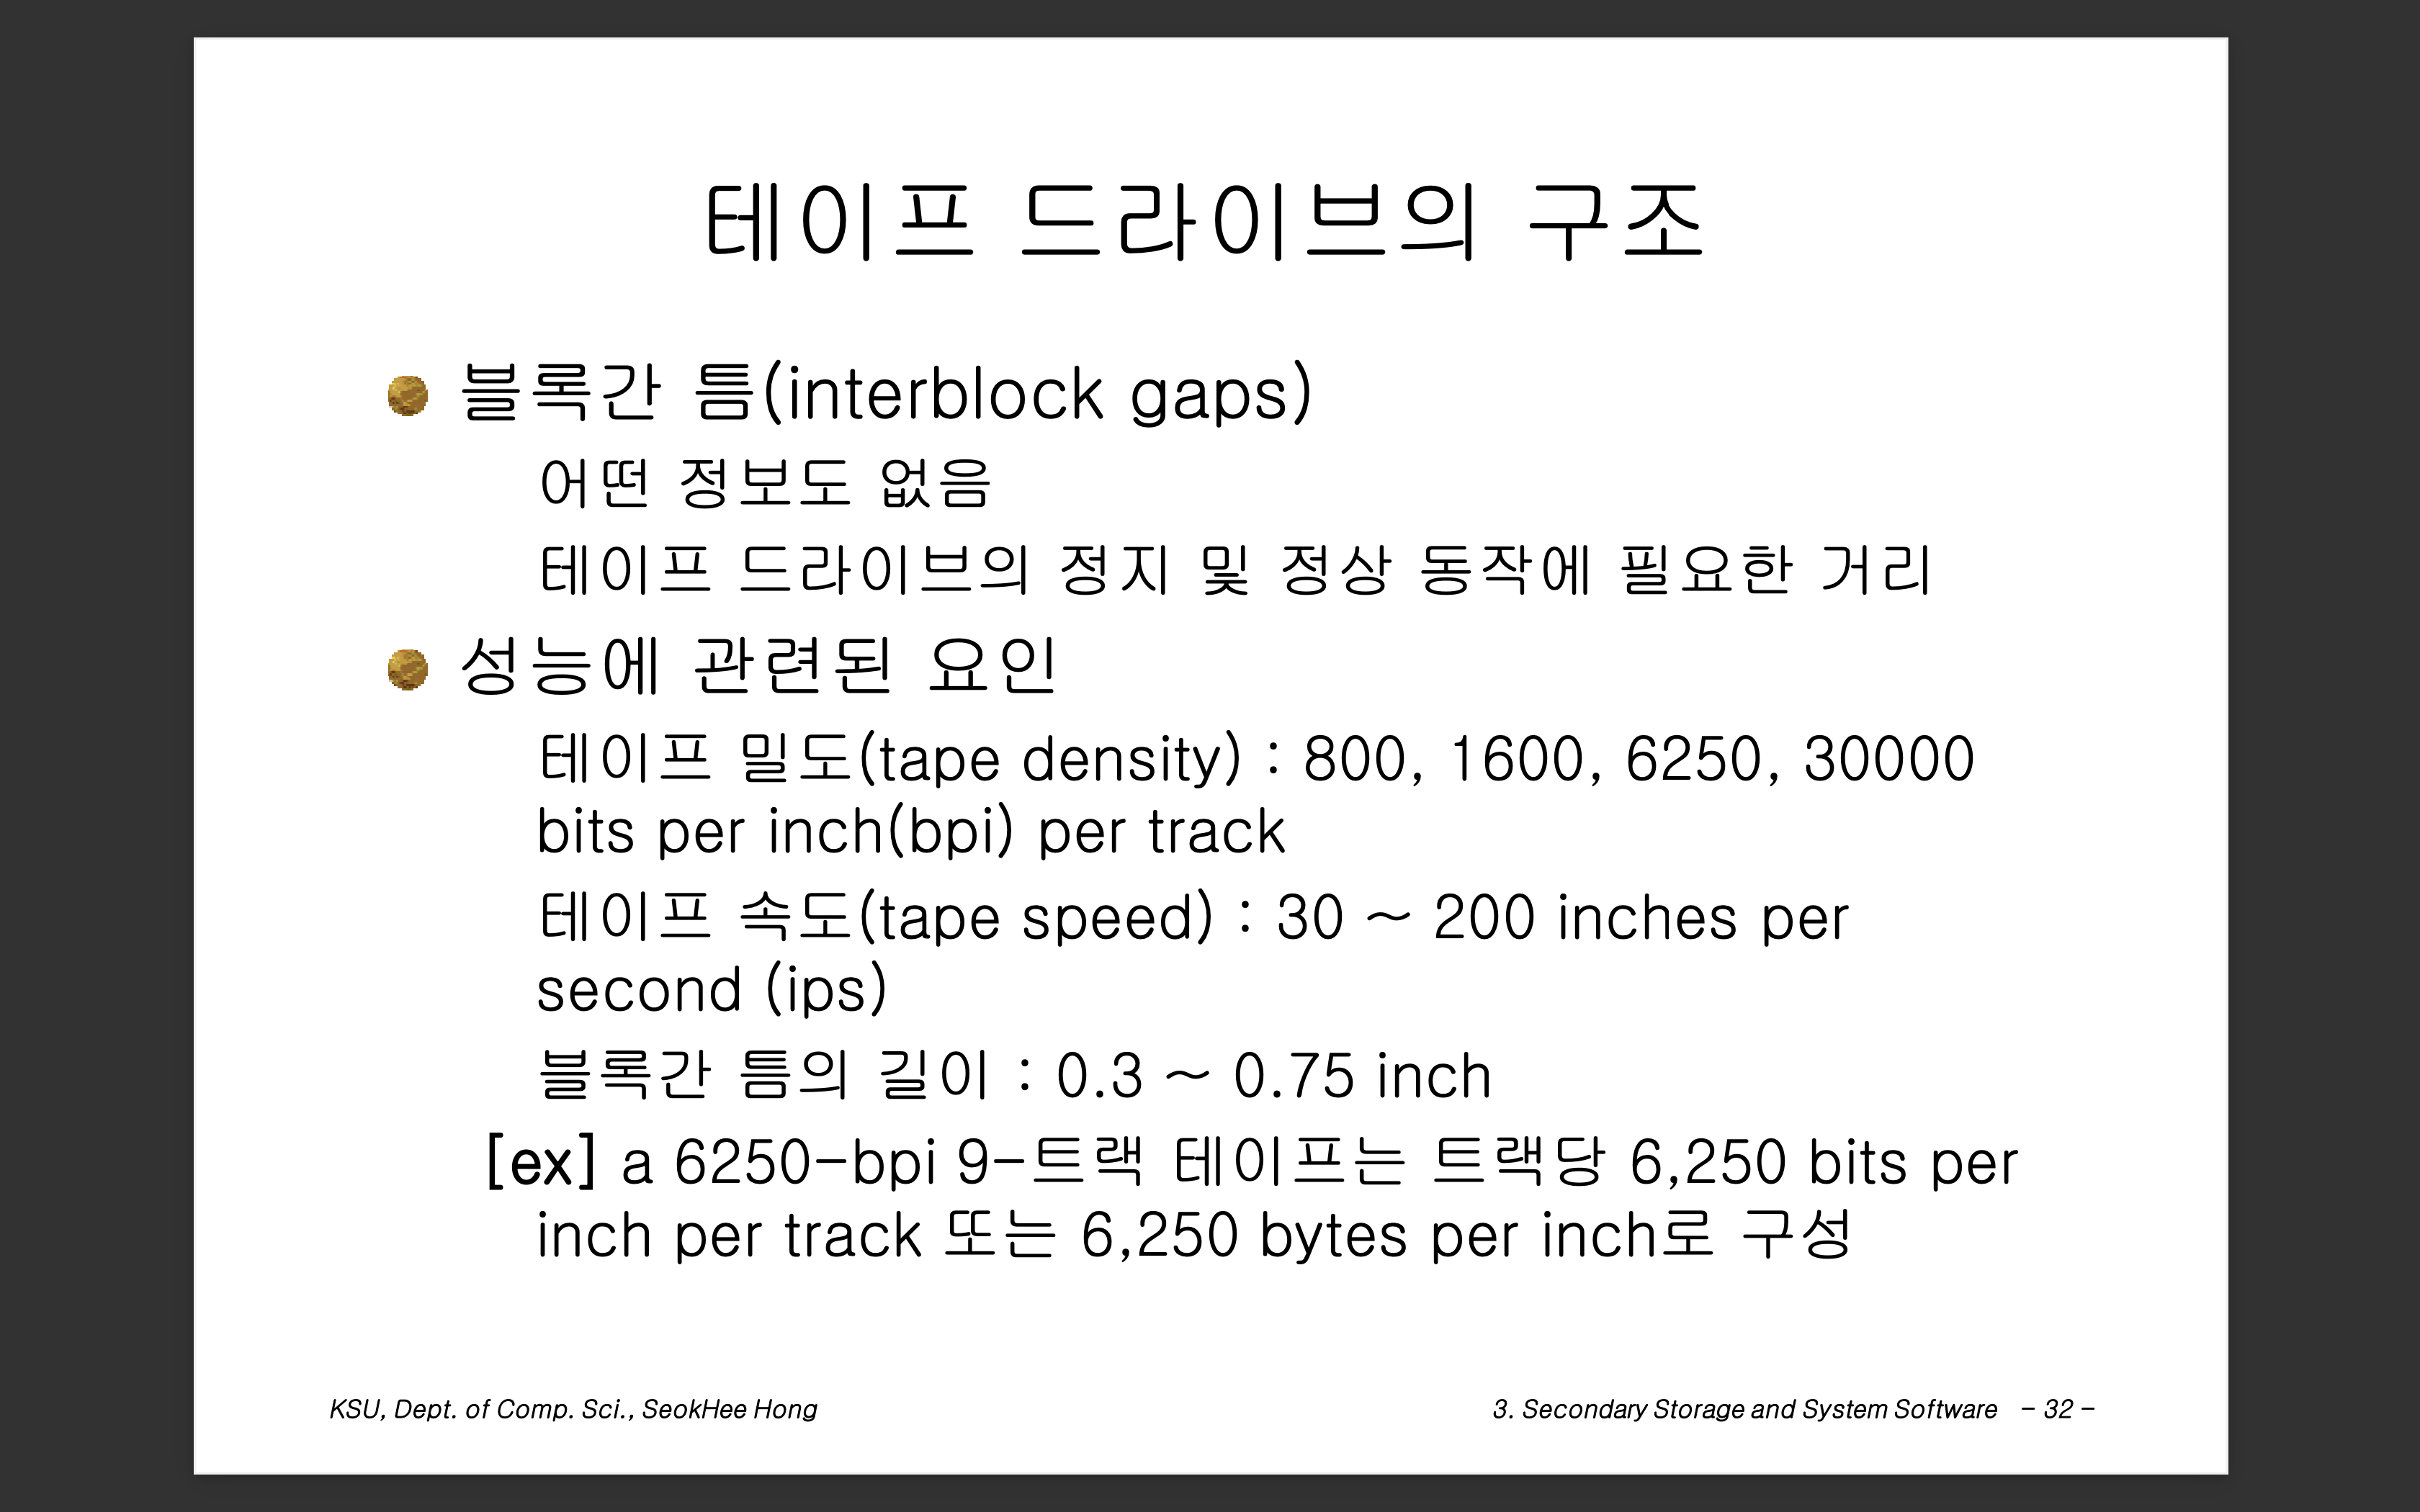 테이프 드라이브의 구조
블록간 틈(interblock gaps)
어떤 정보도 없음
테이프 드라이브의 정지 및 정상 동작에 필요한 거리
성능에 관련된 요인
테이프 밀도(tape density) : 800, 1600, 6250, 30000
bits per inch(bpi) per track
테이프 속도(tape speed) : 30 ~ 200 inches per
second (ips)
블록간 틈의 길이 : 0.3 ~ 0.75 inch
[ex] a 6250-bpi 9-트랙 테이프는 트랙당 6,250 bits per
inch per track 또는 6,250 bytes per inch로 구성
KSU, Dept. of Comp. Sci., SeokHee Hong
3. Secondary Storage and System Software - 32 -